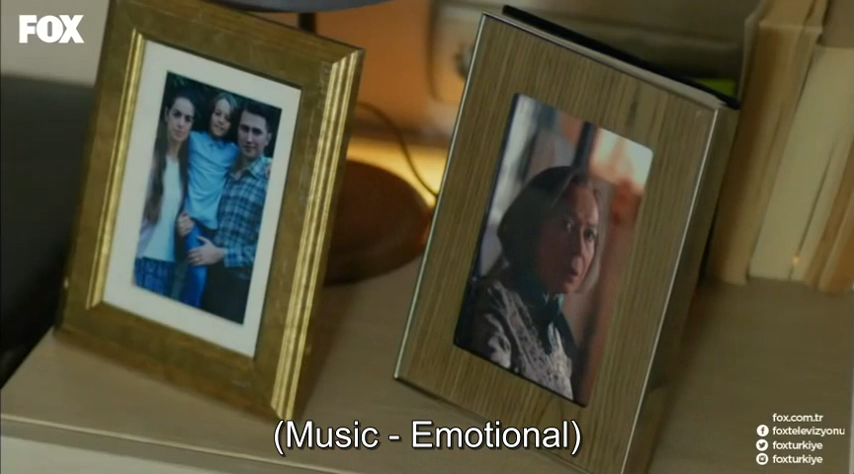 FOX
(Music - Emotional)
fox.com.tr
foxtelevizyonu
foxturkiye
foxturkiye